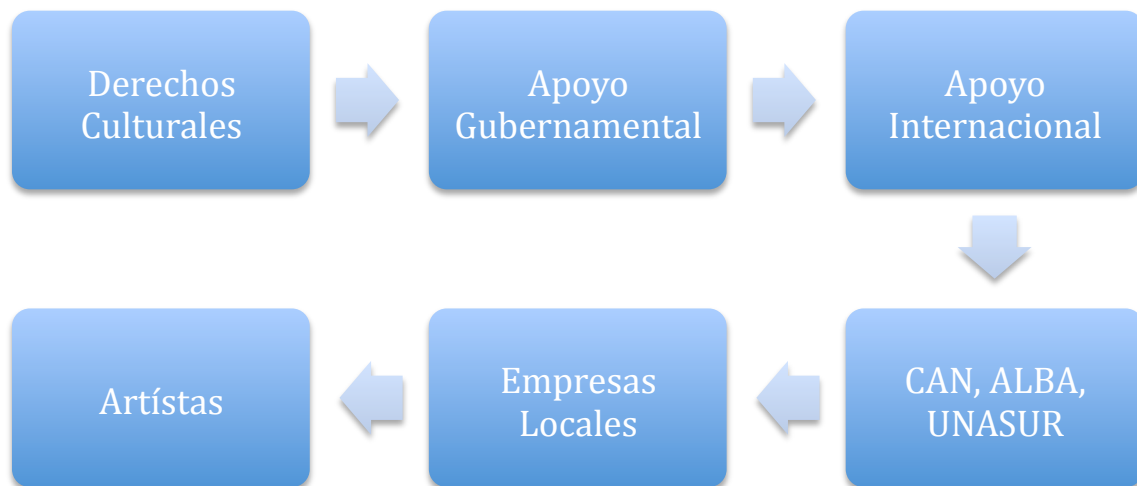 Derechos
Culturales
Apoyo
Gubernamental
Apoyo
Internacional
CAN, ALBA,
UNASUR
Empresas
Locales
Artístas